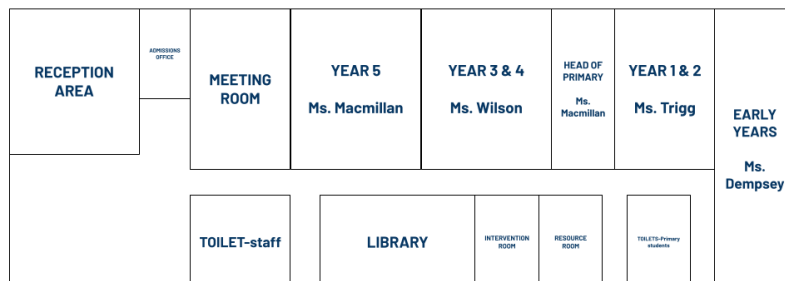 RECEPTION
AREA
ADMISSIONS
OFFICE
MEETING
ROOM
YEAR 5
Ms. Macmillan
YEAR 3 & 4
Ms. Wilson
HEAD OF
PRIMARY
Ms.
Macmillan
YEAR 1 & 2
Ms. Trigg
EARLY
YEARS
Ms.
Dempsey
TOILET-staff
LIBRARY
INTERVENTION
ROOM
RESOURCE
ROOM
TOILETS-Primary
students